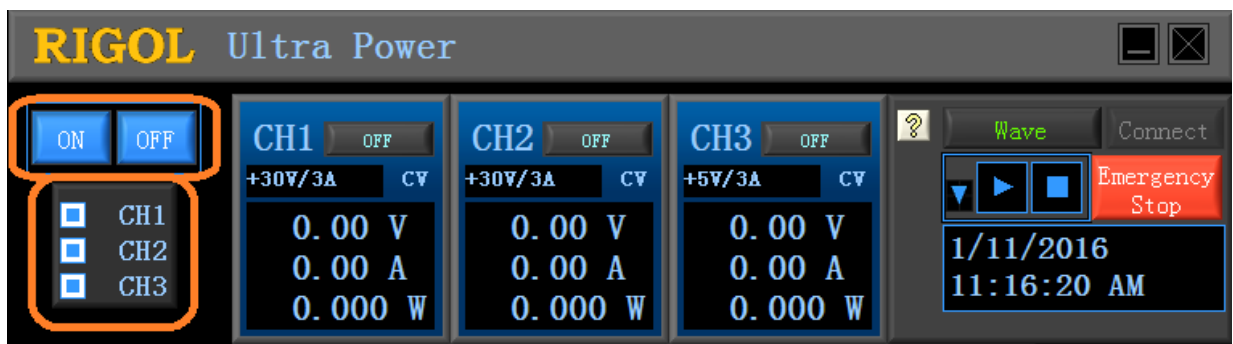 RIGOL Ultra Power
ON OFF
CH1
CH2
CH3
CH1 OFF
+30V/3A CV
0.00 V
0.00 A
0.000 W
CH2 OFF
+30V/3A CV
0.00 V
0.00 A
0.000 W
CH3 OFF
+5V/3A CV
0.00 V
0.00 A
0.000 W
? Wave Connect
Emergency
Stop
1/11/2016
11:16:20 AM